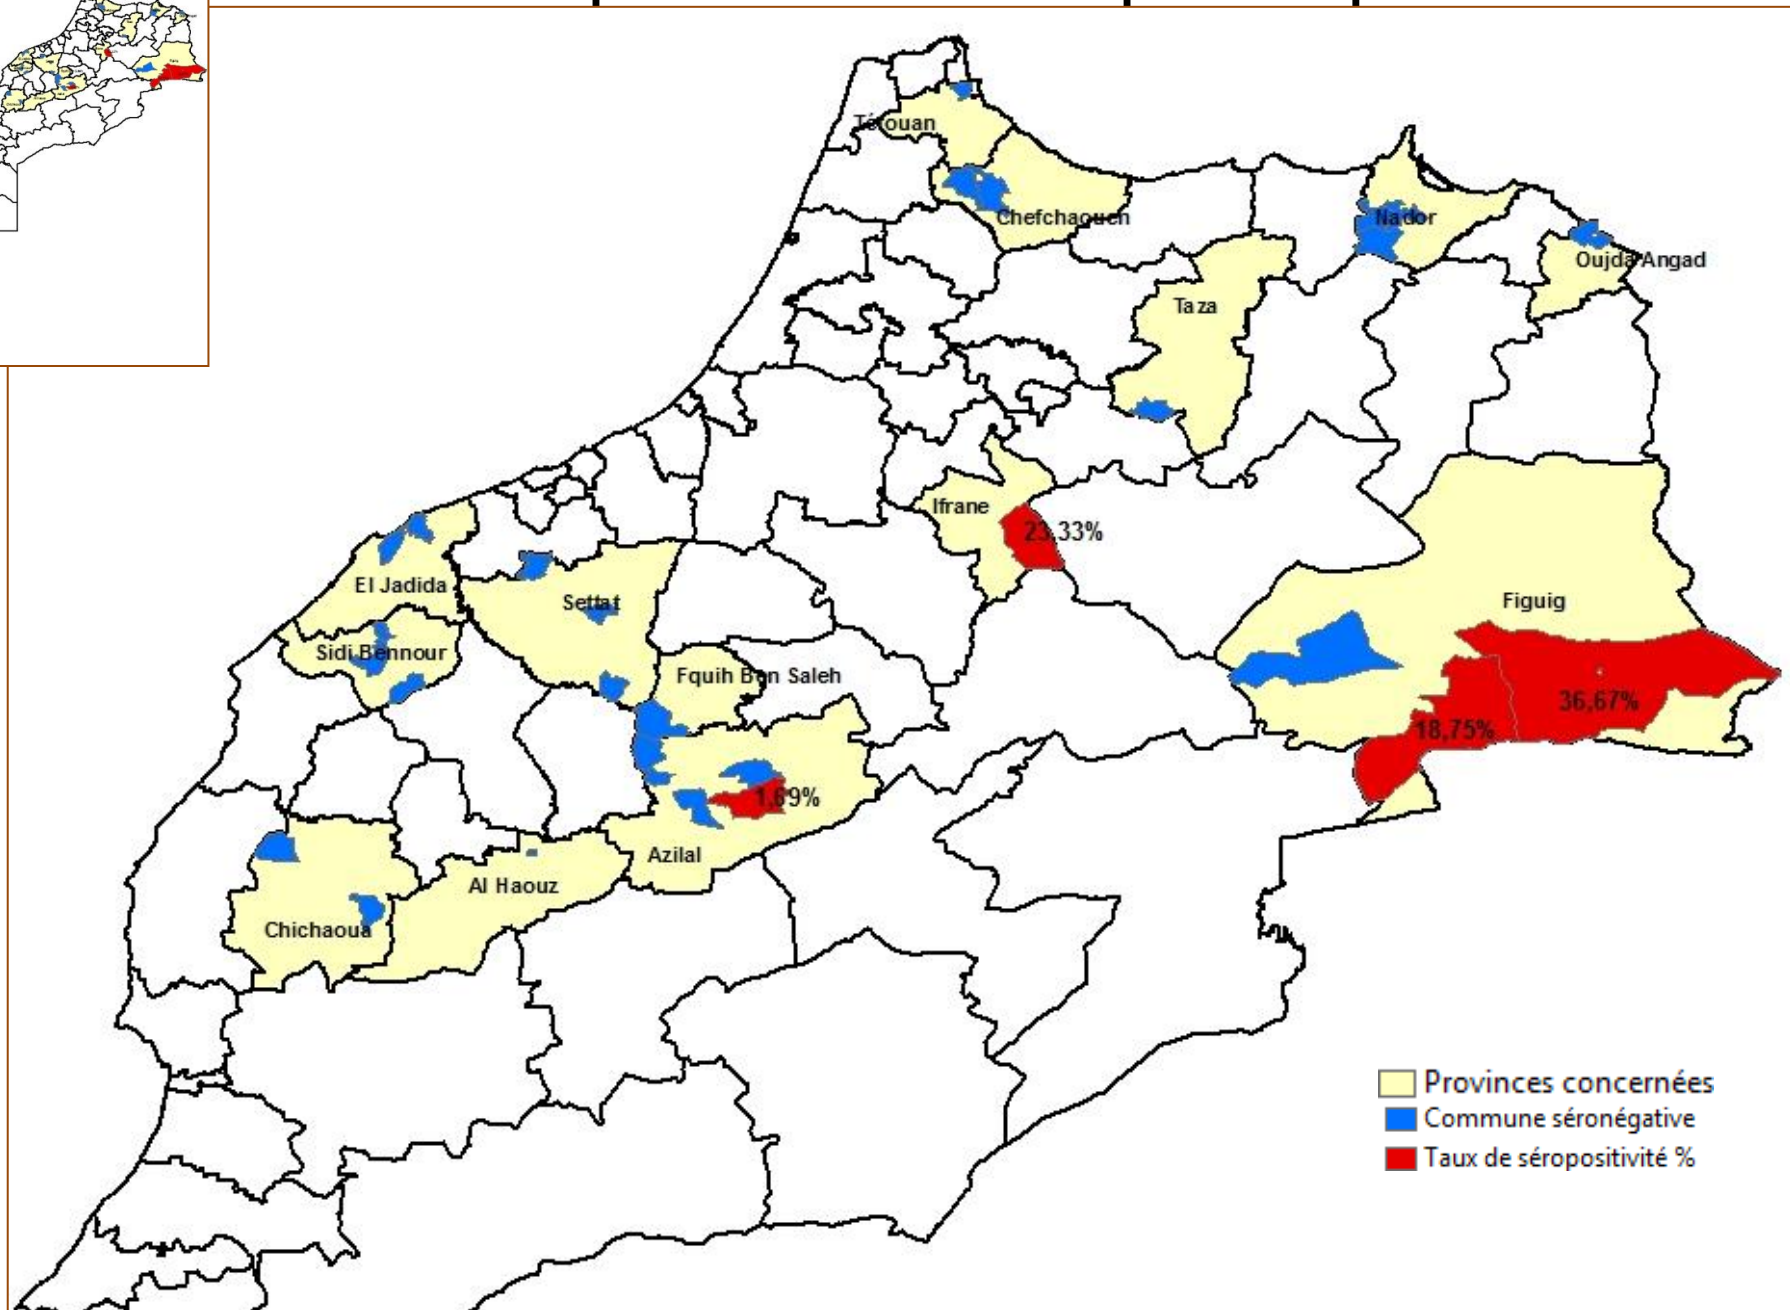 Tétouan
Chefchaouen
Nador
Oujda Angad
Taza
Ifrane
23,33%
El Jadida
Settat
Figuig
Sidi Bennour
Fquih Ben Saleh
36,67%
18,75%
1,69%
Azilal
Al Haouz
Chichaoua
Provinces concernées
Commune séronégative
Taux de séropositivité %